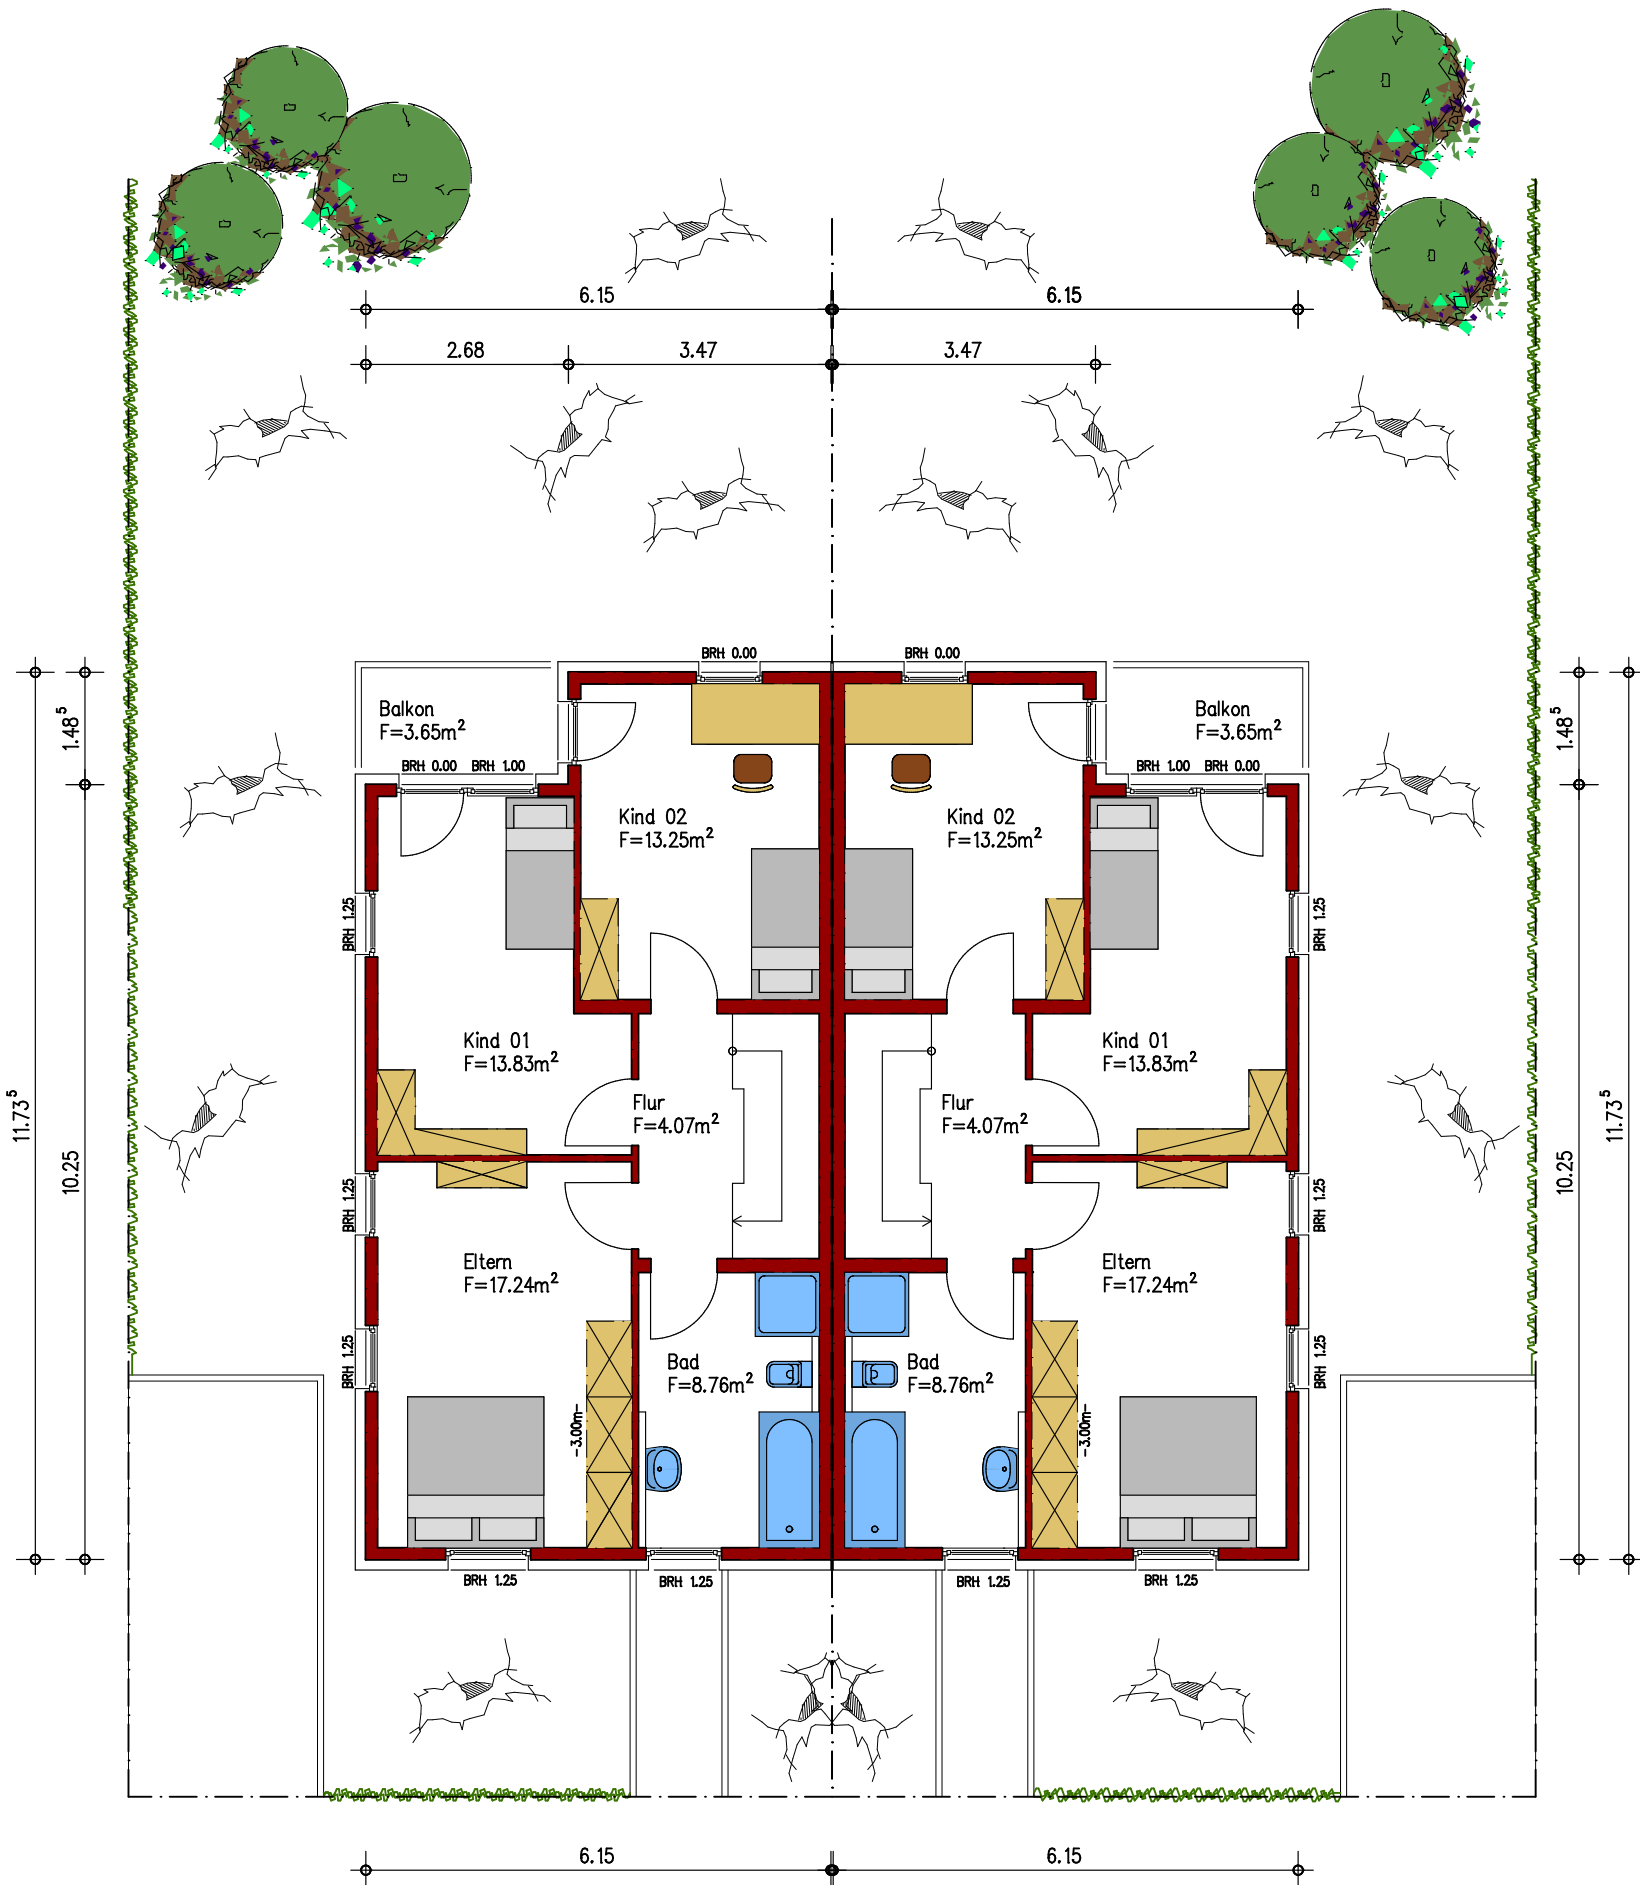 6.15
6.15
2.68
3.47
3.47
BRH 0.00
BRH 0.00
Balkon
F=3.65m²
Balkon
F=3.65m²
1.48⁵
1.48⁵
BRH 0.00
BRH 1.00
BRH 1.00
BRH 0.00
Kind 02
F=13.25m²
Kind 02
F=13.25m²
BRH 1.25
BRH 1.25
Kind 01
F=13.83m²
Kind 01
F=13.83m²
Flur
F=4.07m²
Flur
F=4.07m²
11.73⁵
10.25
10.25
11.73⁵
BRH 1.25
BRH 1.25
Eltern
F=17.24m²
Eltern
F=17.24m²
BRH 1.25
BRH 1.25
Bad
F=8.76m²
Bad
F=8.76m²
-3.00m-
-3.00m-
BRH 1.25
BRH 1.25
BRH 1.25
BRH 1.25
6.15
6.15